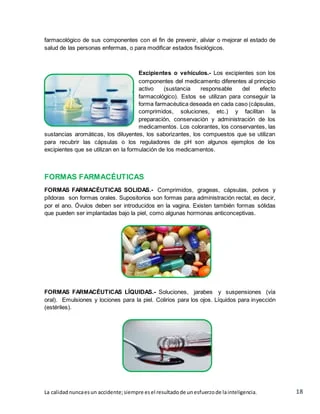 farmacológico de sus componentes con el fin de prevenir, aliviar o mejorar el estado de
salud de las personas enfermas, o para modificar estados fisiológicos.
Excipientes o vehículos.- Los excipientes son los
componentes del medicamento diferentes al principio
activo (sustancia responsable del efecto
farmacológico). Estos se utilizan para conseguir la
forma farmacéutica deseada en cada caso (cápsulas,
comprimidos, soluciones, etc.) y facilitan la
preparación, conservación y administración de los
medicamentos. Los colorantes, los conservantes, las
sustancias aromáticas, los diluyentes, los saborizantes, los compuestos que se utilizan
para recubrir las cápsulas o los reguladores de pH son algunos ejemplos de los
excipientes que se utilizan en la formulación de los medicamentos.
FORMAS FARMACÉUTICAS
FORMAS FARMACÉUTICAS SOLIDAS.- Comprimidos, grageas, cápsulas, polvos y
píldoras son formas orales. Supositorios son formas para administración rectal, es decir,
por el ano. Óvulos deben ser introducidos en la vagina. Existen también formas sólidas
que pueden ser implantadas bajo la piel, como algunas hormonas anticonceptivas.
FORMAS FARMACÉUTICAS LÍQUIDAS.- Soluciones, jarabes y suspensiones (vía
oral). Emulsiones y lociones para la piel. Colirios para los ojos. Líquidos para inyección
(estériles).
La calidad nunca es un accidente; siempre es el resultado de un esfuerzo de la inteligencia. 18